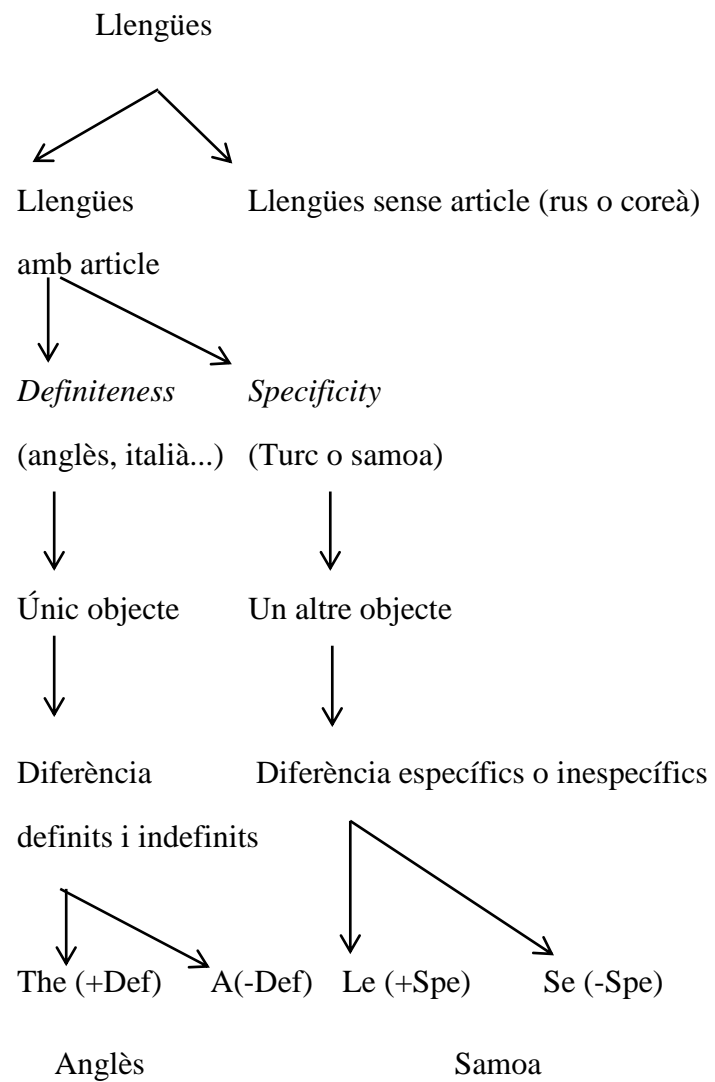 Llengües
Llengües Llengües sense article (rus o coreà)
amb article
Definiteness Specificity
(anglès, italià...) (Turc o samoa)
Únic objecte Un altre objecte
Diferència Diferència específics o inespecífics
definits i indefinits
The (+Def) A(-Def) Le (+Spe) Se (-Spe)
Anglès Samoa